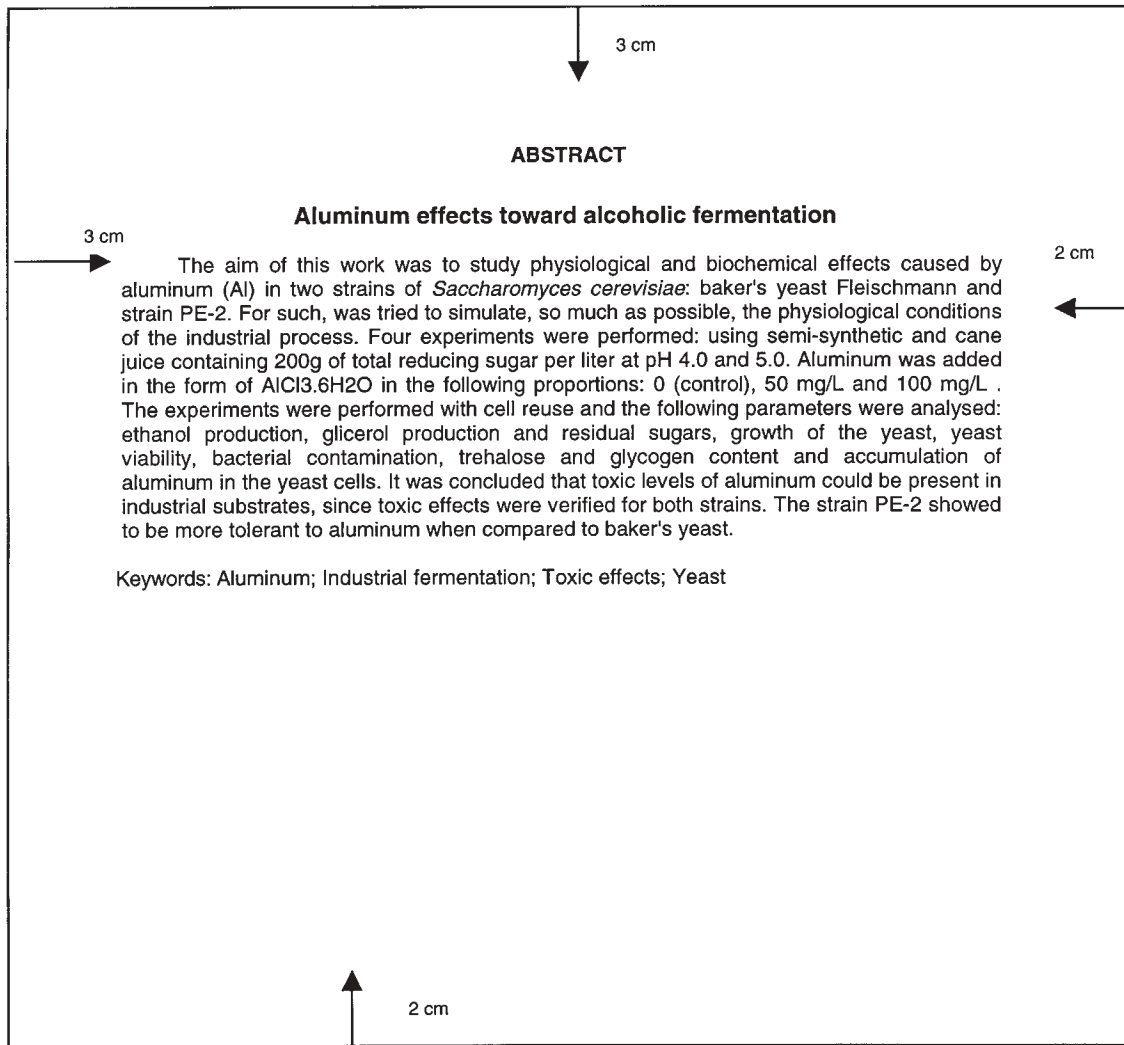 3 cm
ABSTRACT
Aluminum effects toward alcoholic fermentation
3 cm
2 cm
The aim of this work was to study physiological and biochemical effects caused by
aluminum (Al) in two strains of Saccharomyces cerevisiae: baker's yeast Fleischmann and
strain PE-2. For such, was tried to simulate, so much as possible, the physiological conditions
of the industrial process. Four experiments were performed: using semi-synthetic and cane
juice containing 200g of total reducing sugar per liter at pH 4.0 and 5.0. Aluminum was added
in the form of AlCl3.6H2O in the following proportions: 0 (control), 50 mg/L and 100 mg/L .
The experiments were performed with cell reuse and the following parameters were analysed:
ethanol production, glicerol production and residual sugars, growth of the yeast, yeast
viability, bacterial contamination, trehalose and glycogen content and accumulation of
aluminum in the yeast cells. It was concluded that toxic levels of aluminum could be present in
industrial substrates, since toxic effects were verified for both strains. The strain PE-2 showed
to be more tolerant to aluminum when compared to baker's yeast.
Keywords: Aluminum; Industrial fermentation; Toxic effects; Yeast
2 cm